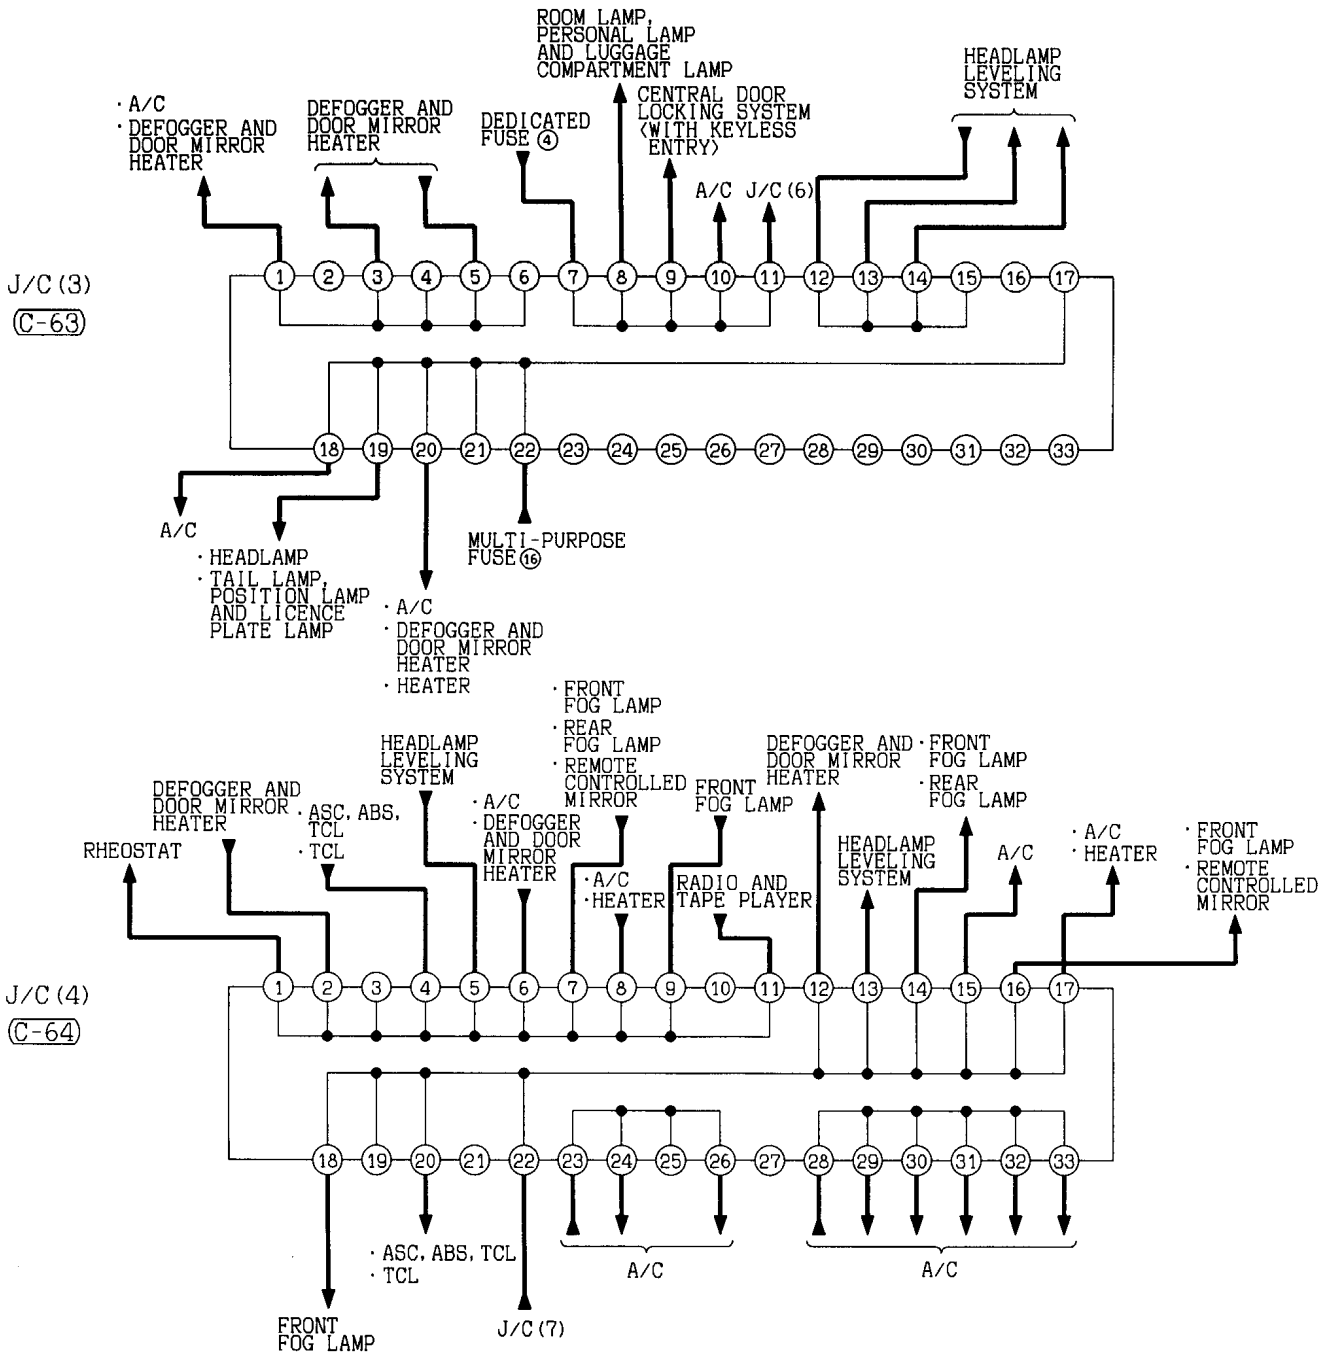 ROOM LAMP,
PERSONAL LAMP
AND LUGGAGE
COMPARTMENT LAMP
HEADLAMP
LEVELING
SYSTEM
· A/C
· DEFOGGER AND
DOOR MIRROR
HEATER
DEFOGGER AND
DOOR MIRROR
HEATER
DEDICATED
FUSE ④
CENTRAL DOOR
LOCKING SYSTEM
<WITH KEYLESS
ENTRY>
A/C
J/C (6)
J/C (3)
C-63
1 2 3 4 5 6 7 8 9 10 11 12 13 14 15 16 17
18 19 20 21 22 23 24 25 26 27 28 29 30 31 32 33
A/C
· HEADLAMP
· TAIL LAMP,
POSITION LAMP
AND LICENCE
PLATE LAMP
· A/C
· DEFOGGER AND
DOOR MIRROR
HEATER
· HEATER
MULTI-PURPOSE
FUSE ⑯
RHEOSTAT
DEFOGGER AND
DOOR MIRROR
HEATER
· ASC, ABS,
TCL
· TCL
HEADLAMP
LEVELING
SYSTEM
· A/C
· DEFOGGER
AND DOOR
MIRROR
HEATER
· FRONT
FOG LAMP
· REAR
FOG LAMP
· REMOTE
CONTROLLED
MIRROR
· A/C
· HEATER
FRONT
FOG LAMP
RADIO AND
TAPE PLAYER
DEFOGGER AND
DOOR MIRROR
HEATER
HEADLAMP
LEVELING
SYSTEM
· FRONT
FOG LAMP
· REAR
FOG LAMP
A/C
· A/C
· HEATER
· FRONT
FOG LAMP
· REMOTE
CONTROLLED
MIRROR
J/C (4)
C-64
1 2 3 4 5 6 7 8 9 10 11 12 13 14 15 16 17
18 19 20 21 22 23 24 25 26 27 28 29 30 31 32 33
FRONT
FOG LAMP
· ASC, ABS, TCL
· TCL
J/C (7)
A/C
A/C